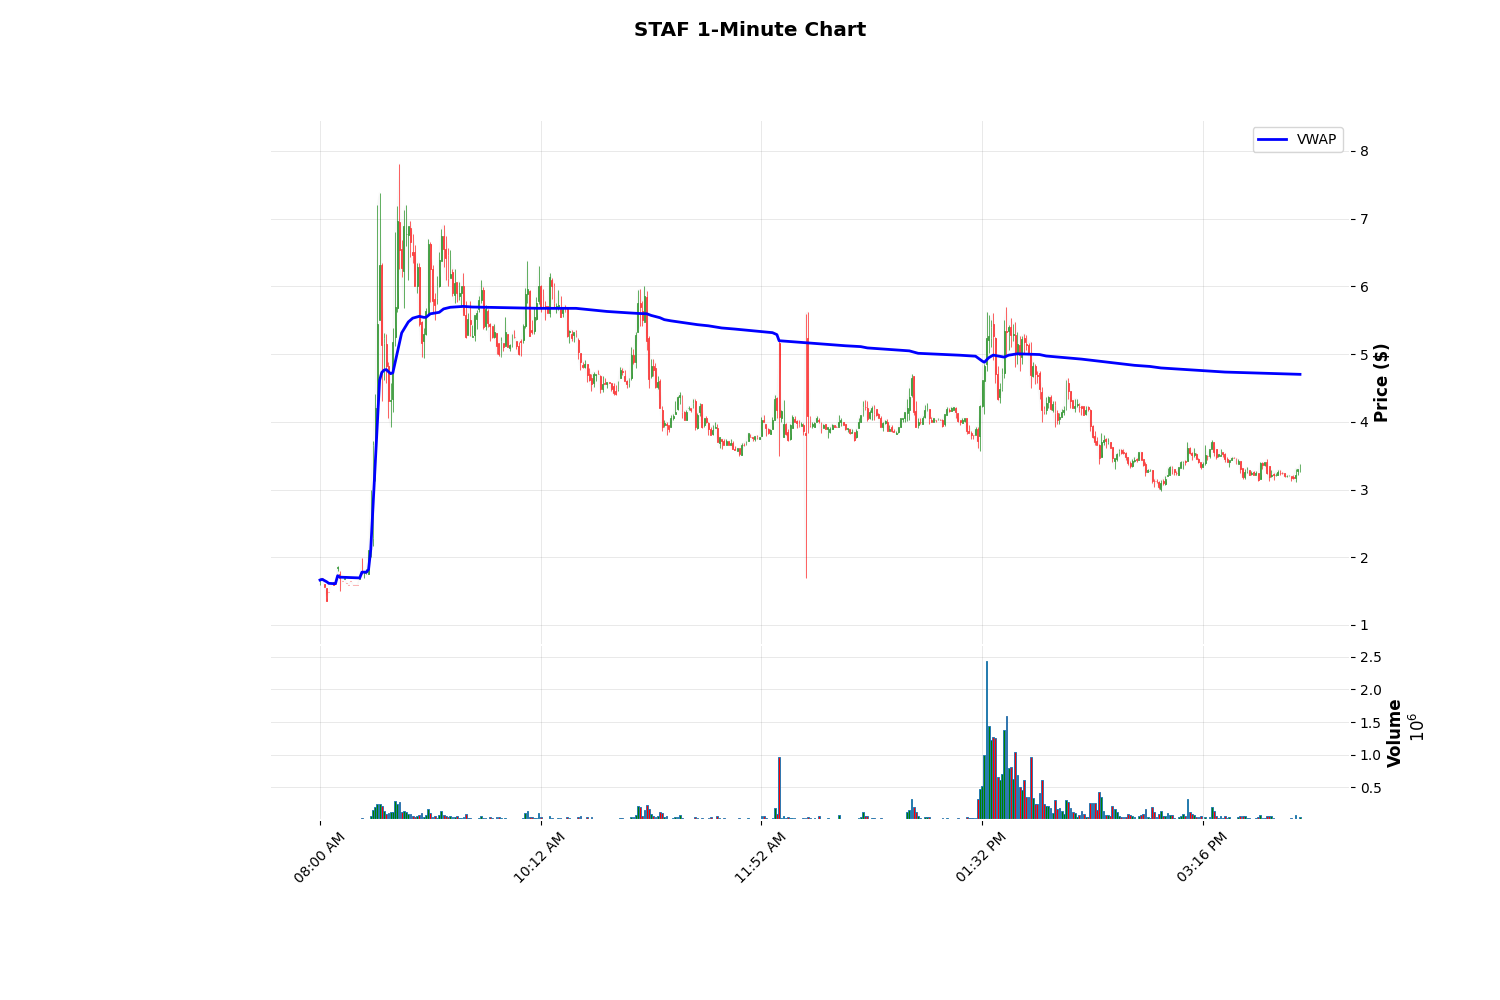 STAF 1-Minute Chart
VWAP
8
7
6
5
4
3
2
1
Price ($)
2.5
2.0
1.5
1.0
0.5
Volume
10^6
08:00 AM
10:12 AM
11:52 AM
01:32 PM
03:16 PM